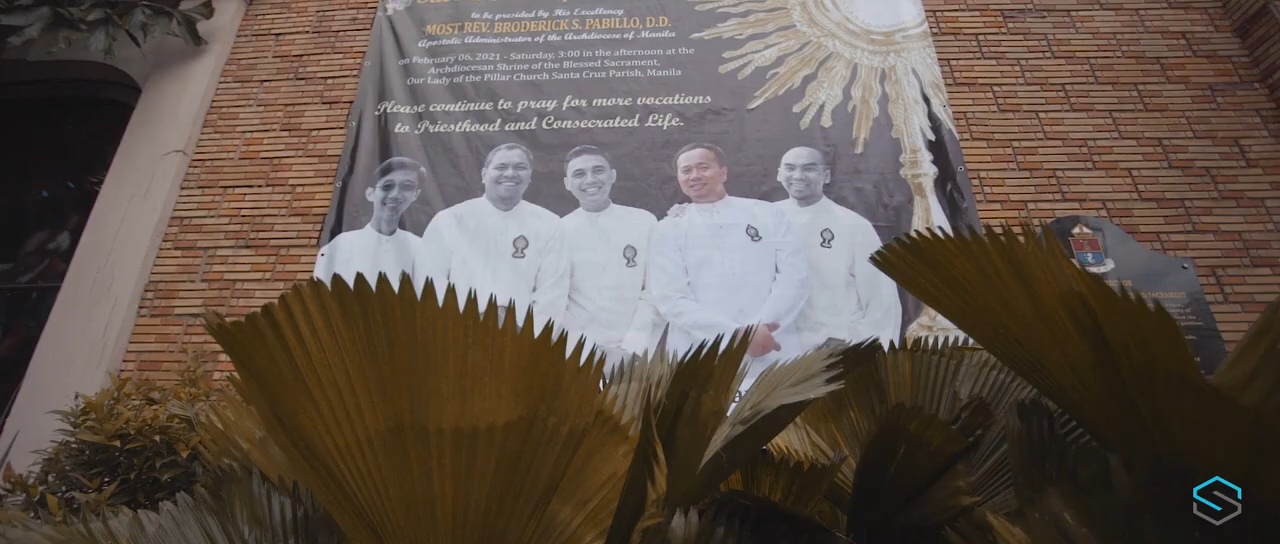 to be presented by His Excellency
MOST REV. BRODERICK S. PABILLO, D.D.
Apostolic Administrator of the Archdiocese of Manila
on February 06, 2021 - Saturday, 3:00 in the afternoon at the
Archdiocesan Shrine of the Blessed Sacrament,
Our Lady of the Pillar Church Santa Cruz Parish, Manila
Please continue to pray for more vocations
to Priesthood and Consecrated Life.